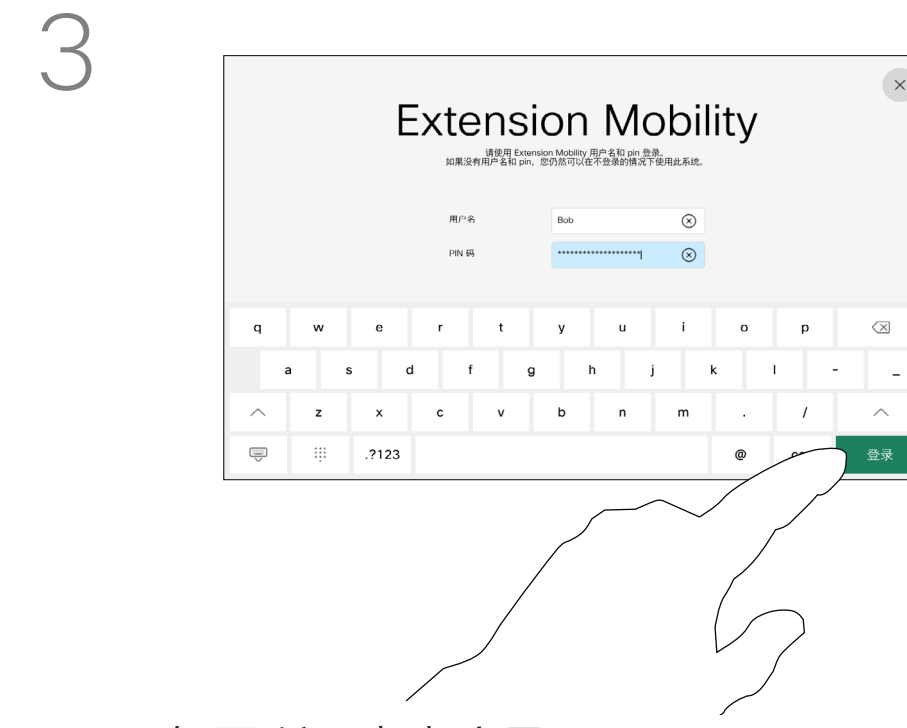 3
Extension Mobility
请使用 Extension Mobility 用户名和 pin 登录。
如果没有用户名和 pin，您仍然可以在不登录的情况下使用此系统。
用户名 Bob
PIN 码 ********************
q w e r t y u i o p
a s d f g h j k l - _
z x c v b n m . /
.?123 @ 登录